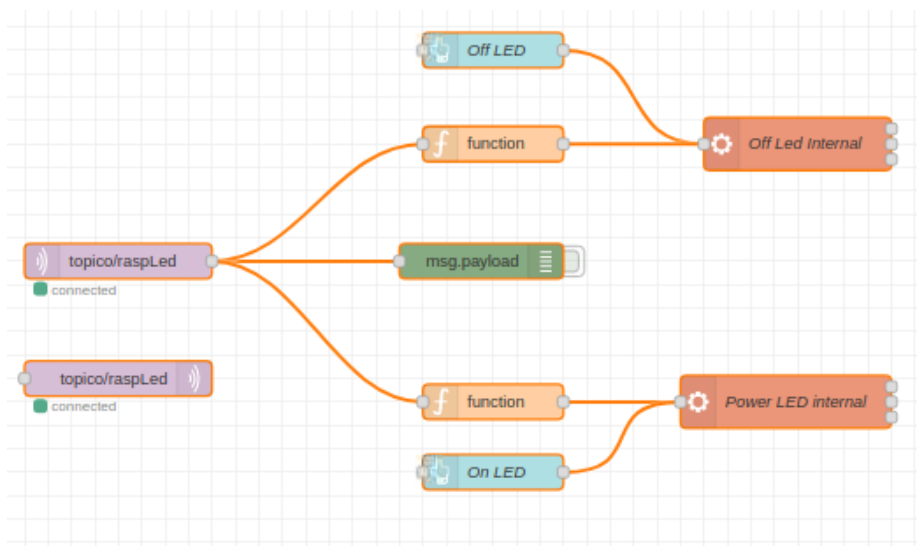 Off LED
function
Off Led Internal
topico/raspLed
msg.payload
connected
topico/raspLed
connected
function
Power LED internal
On LED